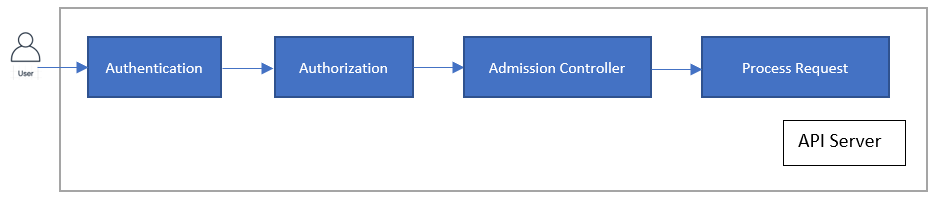 User
Authentication
Authorization
Admission Controller
Process Request
API Server